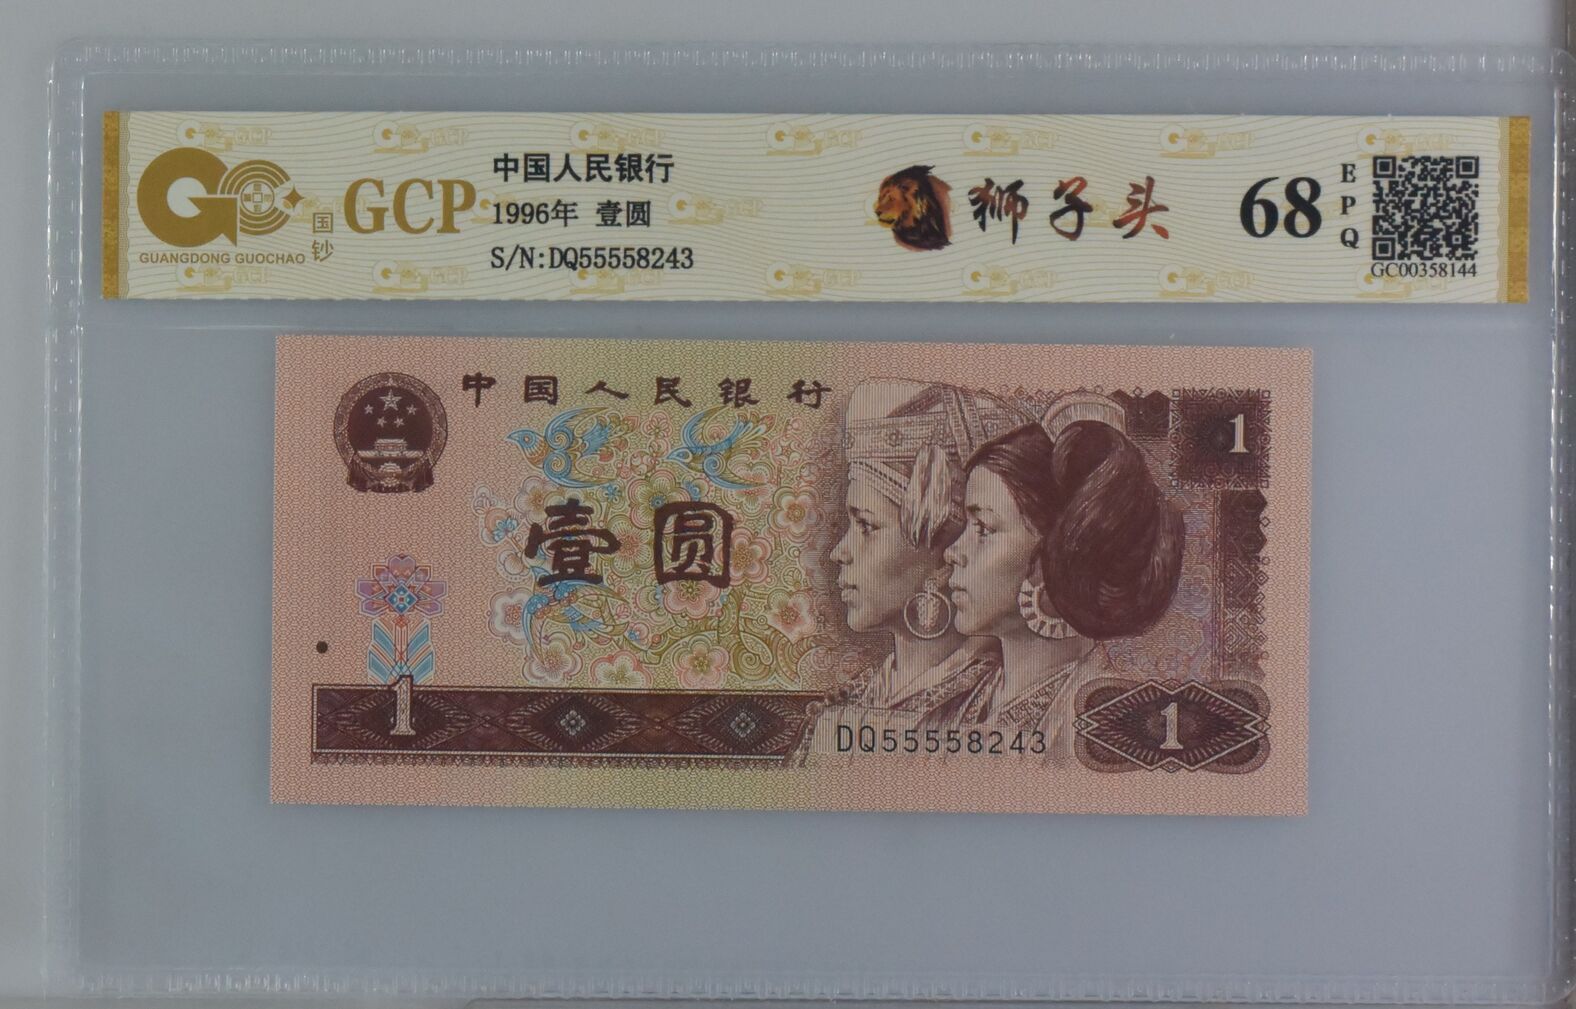 GUANGDONG GUOCHAO
国钞
GCP
中国人民银行
1996年 壹圆
S/N:DQ55558243
狮子头
68
EPQ
GC00358144
中国人民银行
1
壹圆
1
DQ55558243
1